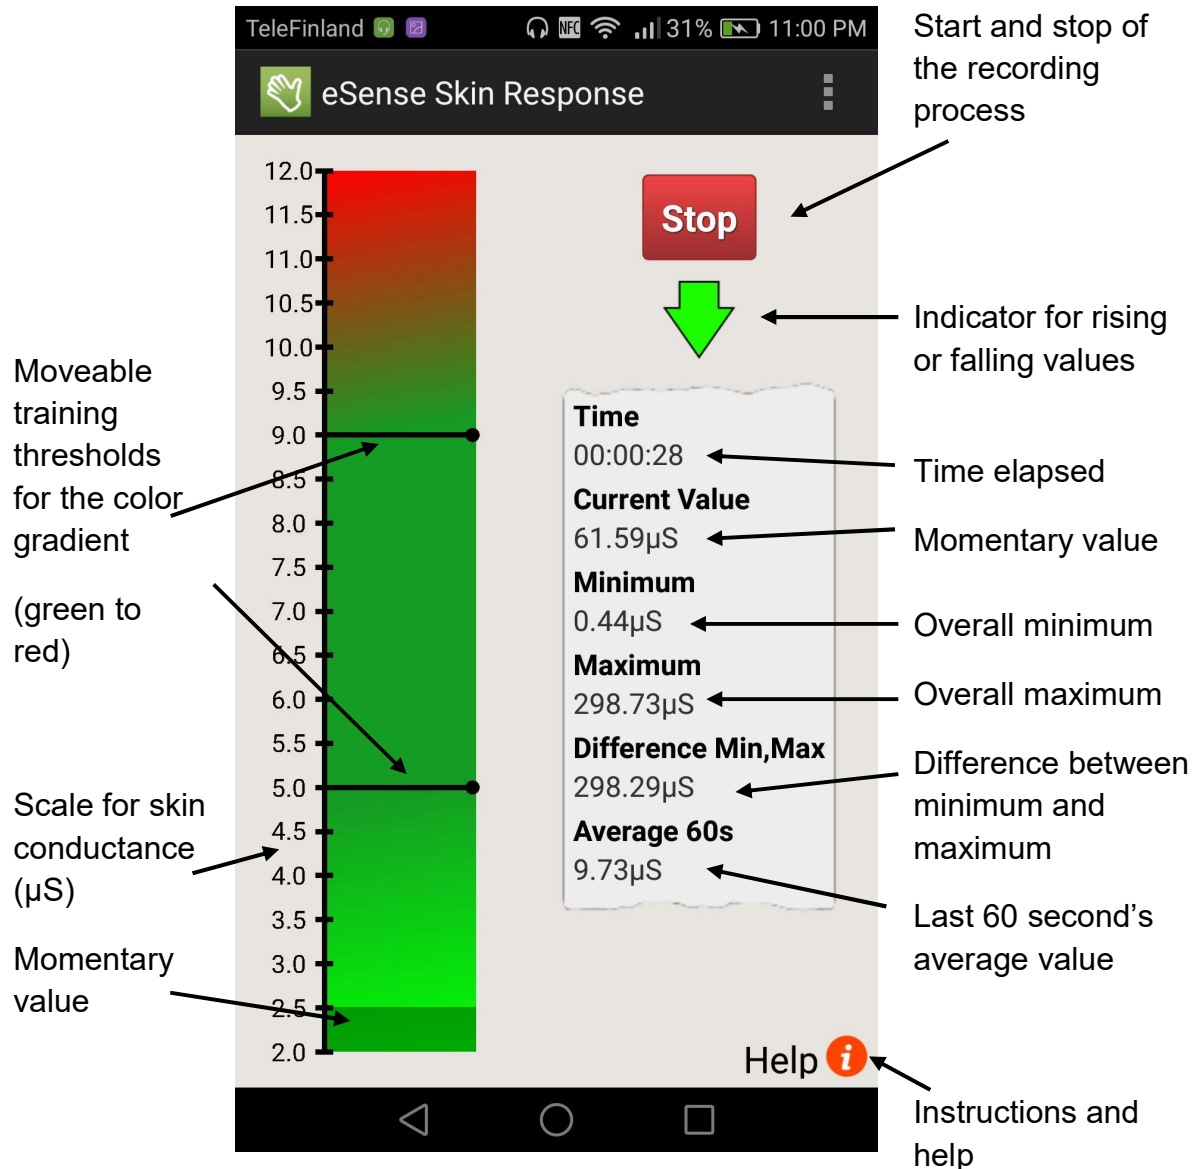 TeleFinland
NFC
31%
11:00 PM
eSense Skin Response
12.0
11.5
11.0
10.5
10.0
9.5
9.0
8.5
8.0
7.5
7.0
6.5
6.0
5.5
5.0
4.5
4.0
3.5
3.0
2.5
2.0
Stop
Time
00:00:28
Current Value
61.59µS
Minimum
0.44µS
Maximum
298.73µS
Difference Min,Max
298.29µS
Average 60s
9.73µS
Help i
Moveable
training
thresholds
for the color
gradient
(green to
red)
Scale for skin
conductance
(µS)
Momentary
value
Start and stop of
the recording
process
Indicator for rising
or falling values
Time elapsed
Momentary value
Overall minimum
Overall maximum
Difference between
minimum and
maximum
Last 60 second’s
average value
Instructions and
help